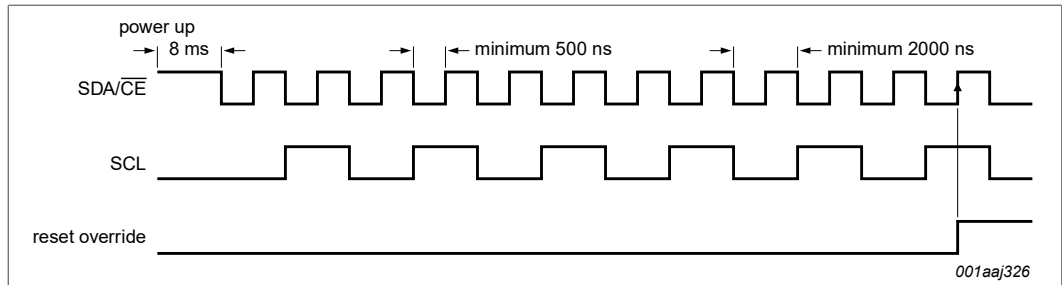 power up
8 ms
minimum 500 ns
minimum 2000 ns
SDA/CE
SCL
reset override
001aaj326